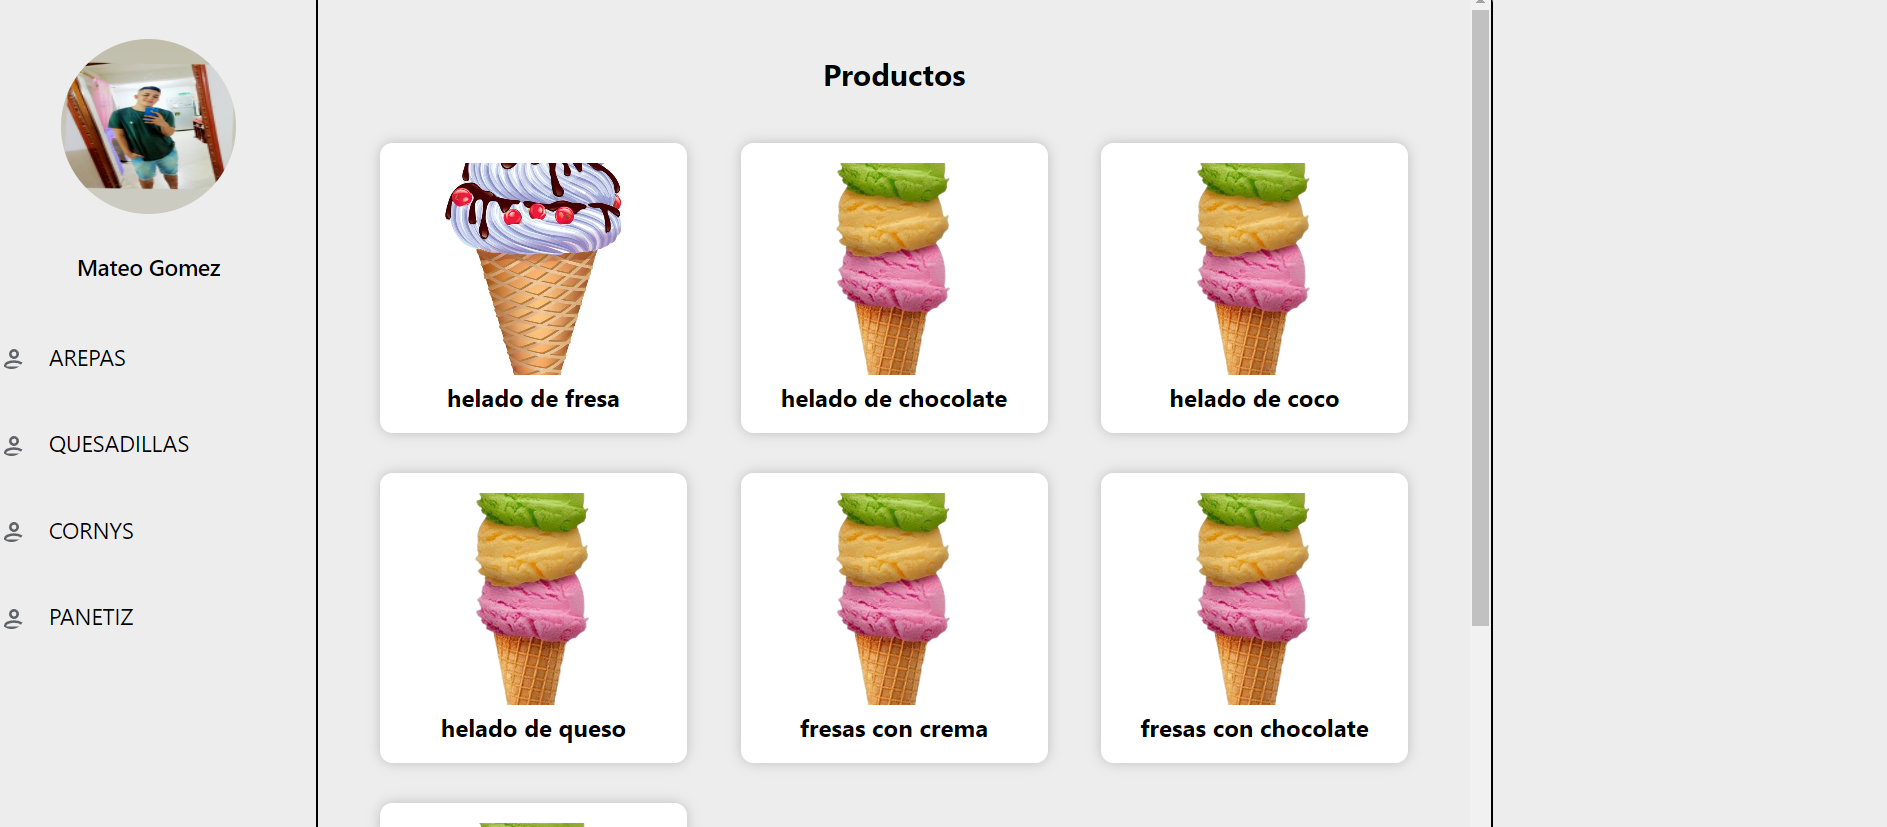 Mateo Gomez
AREPAS
QUESADILLAS
CORNYS
PANETIZ
Productos
helado de fresa
helado de chocolate
helado de coco
helado de queso
fresas con crema
fresas con chocolate